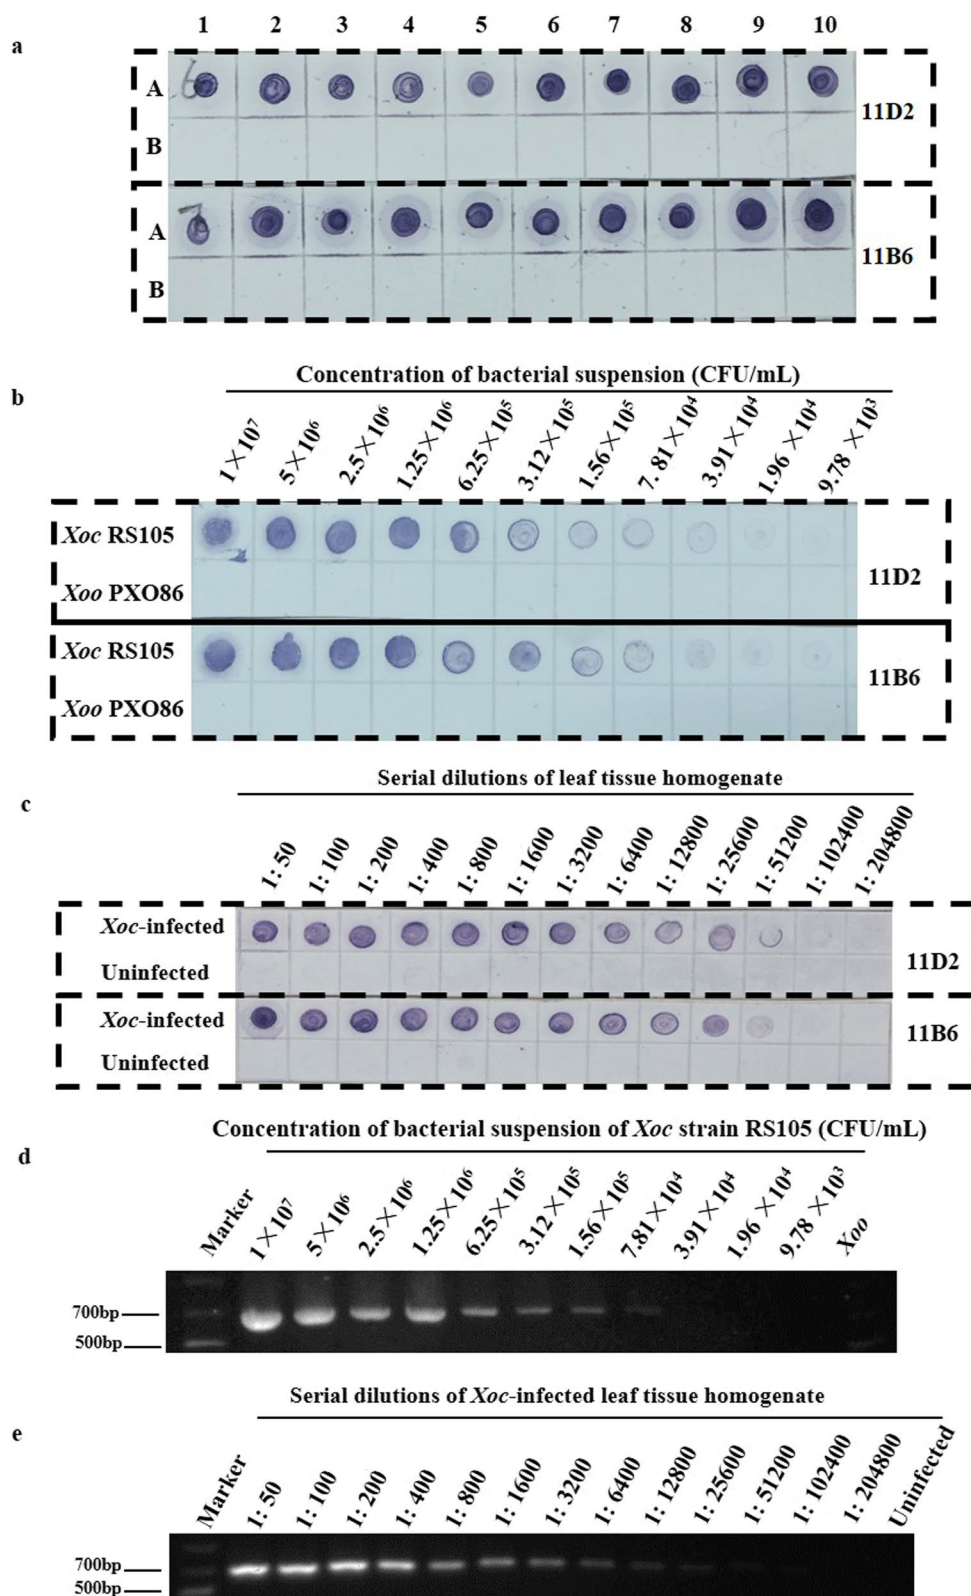 a
1 2 3 4 5 6 7 8 9 10
A
11D2
B
A
11B6
B
b
Concentration of bacterial suspension (CFU/mL)
1×10⁷ 5×10⁶ 2.5×10⁶ 1.25×10⁶ 6.25×10⁵ 3.12×10⁵ 1.56×10⁵ 7.81×10⁴ 3.91×10⁴ 1.96×10⁴ 9.78×10³
Xoc RS105
11D2
Xoo PXO86
Xoc RS105
11B6
Xoo PXO86
c
Serial dilutions of leaf tissue homogenate
1: 50 1: 100 1: 200 1: 400 1: 800 1: 1600 1: 3200 1: 6400 1: 12800 1: 25600 1: 51200 1: 102400 1: 204800
Xoc-infected
11D2
Uninfected
Xoc-infected
11B6
Uninfected
d
Concentration of bacterial suspension of Xoc strain RS105 (CFU/mL)
Marker 1×10⁷ 5×10⁶ 2.5×10⁶ 1.25×10⁶ 6.25×10⁵ 3.12×10⁵ 1.56×10⁵ 7.81×10⁴ 3.91×10⁴ 1.96×10⁴ 9.78×10³ Xoo
700bp
500bp
e
Serial dilutions of Xoc-infected leaf tissue homogenate
Marker 1: 50 1: 100 1: 200 1: 400 1: 800 1: 1600 1: 3200 1: 6400 1: 12800 1: 25600 1: 51200 1: 102400 1: 204800 Uninfected
700bp
500bp